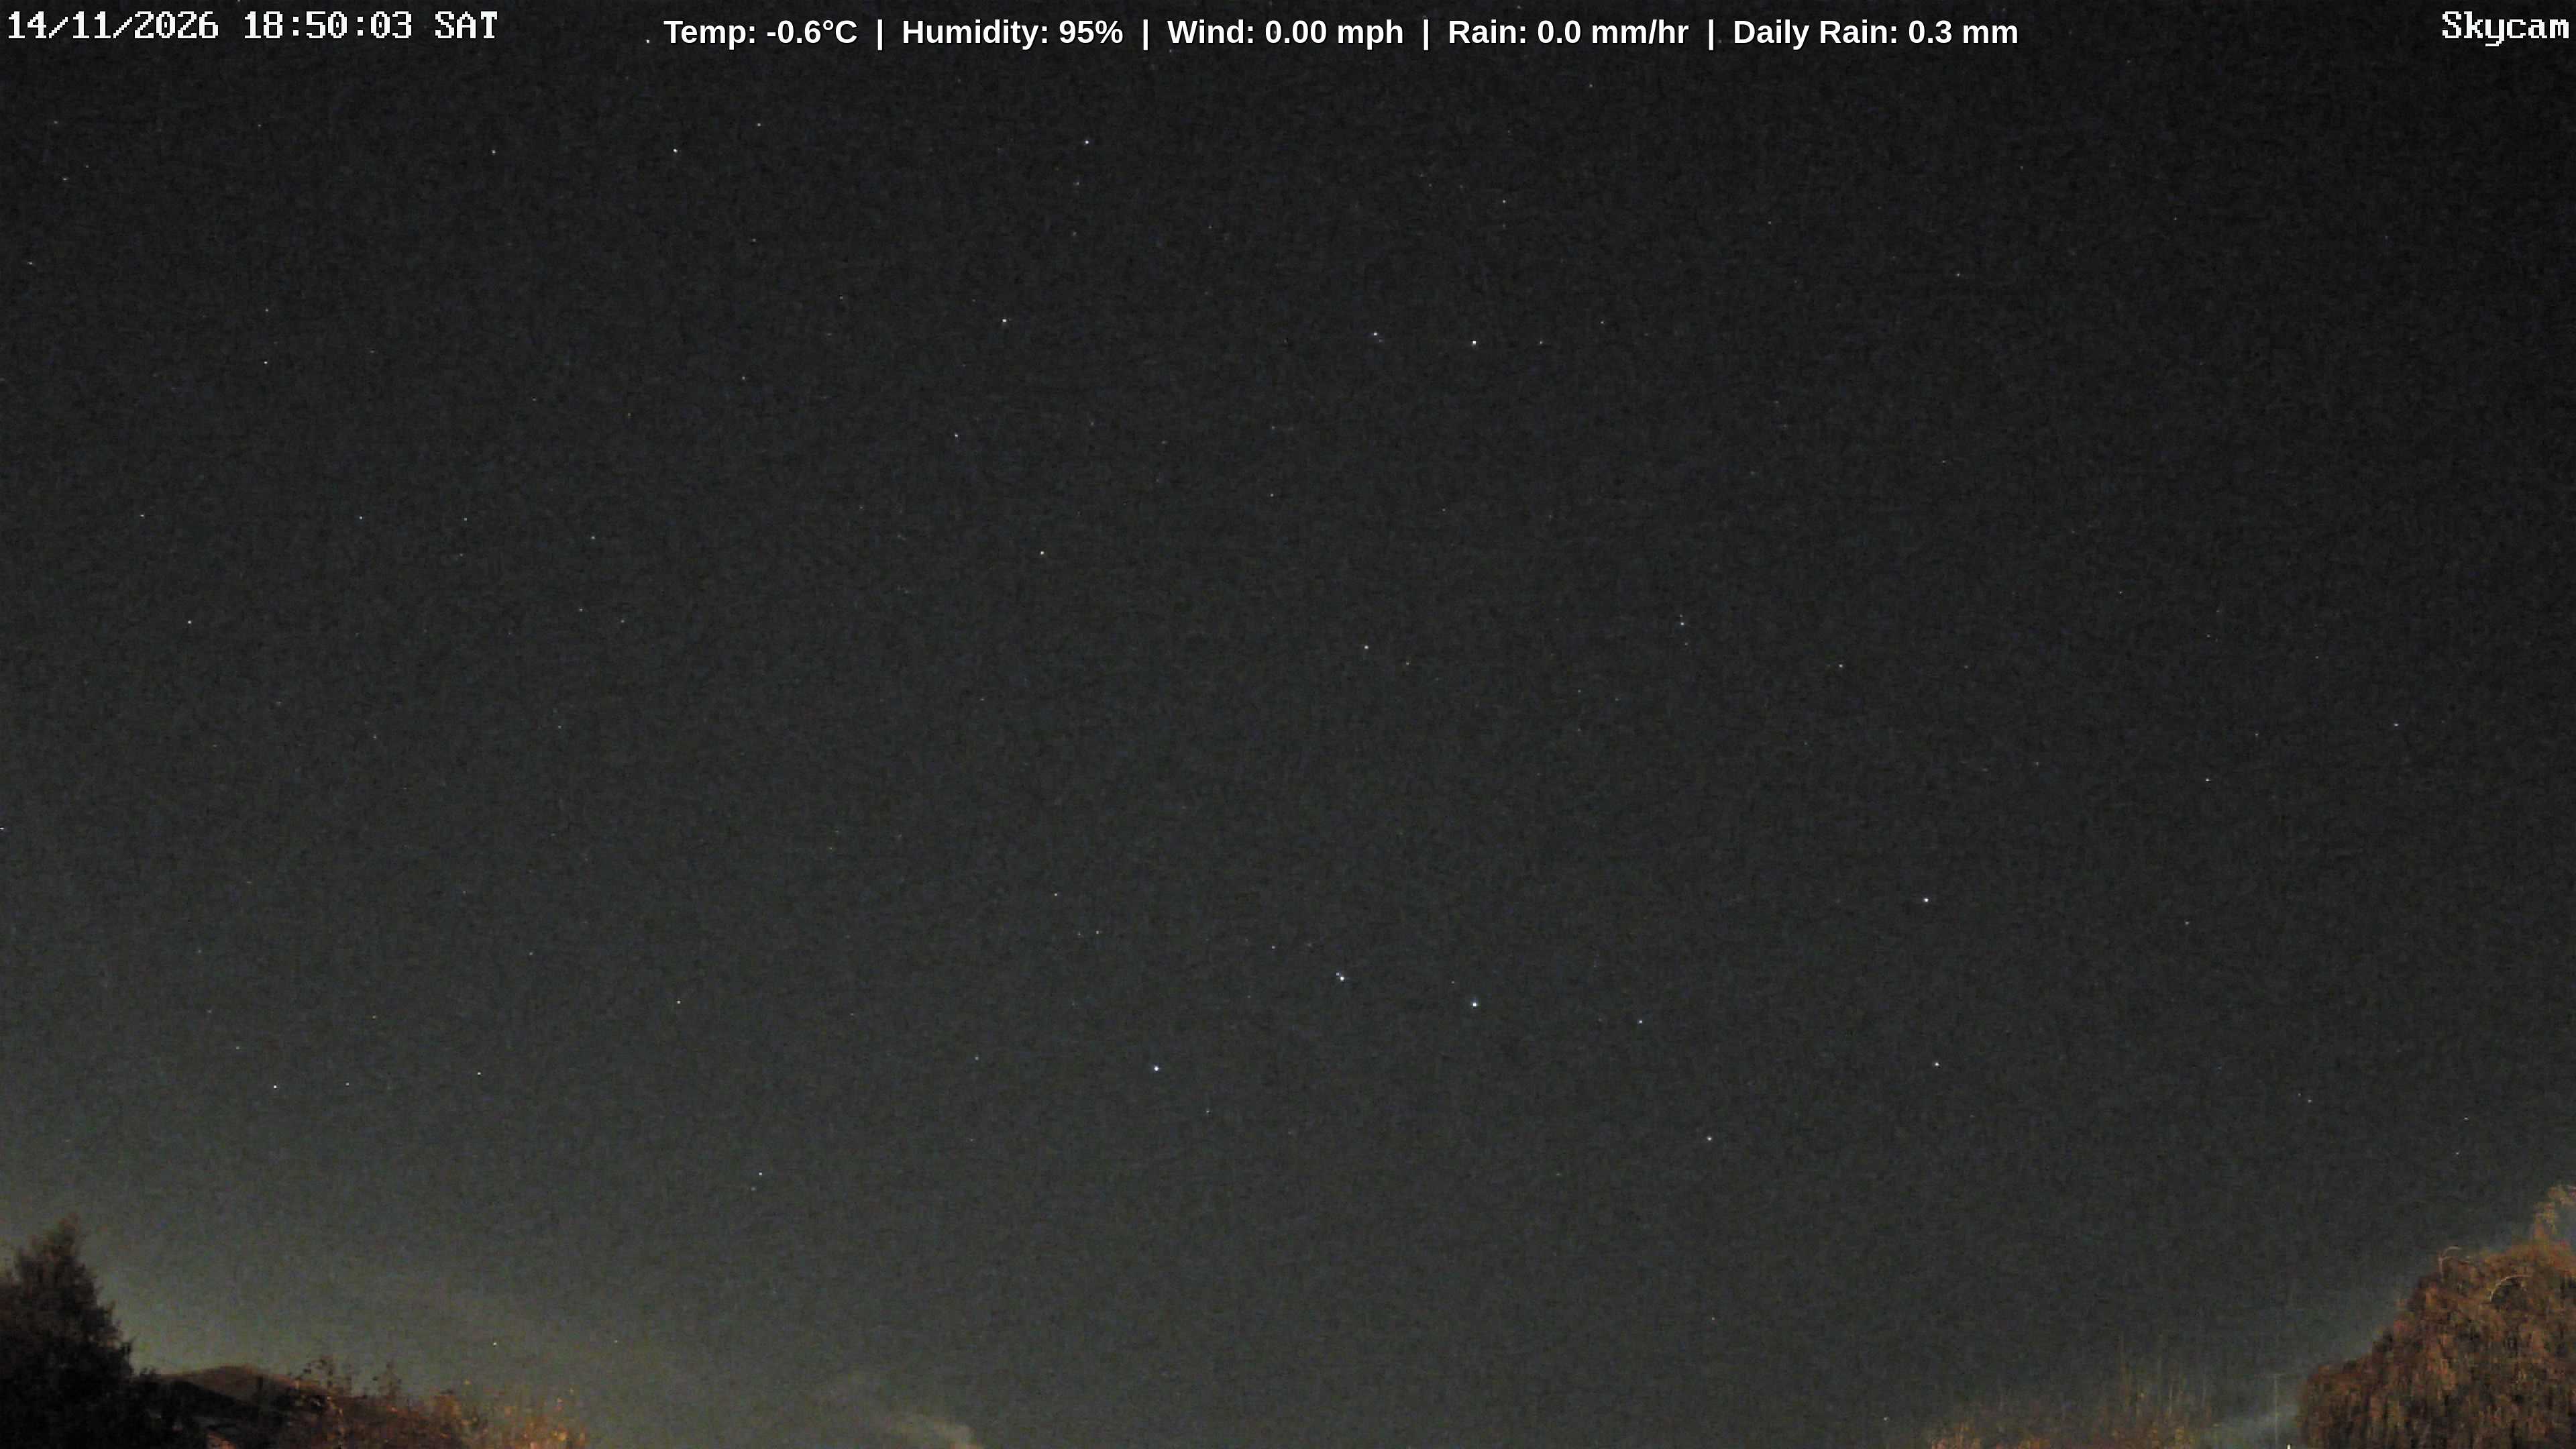 14/11/2026 18:50:03 SAT
Temp: -0.6°C | Humidity: 95% | Wind: 0.00 mph | Rain: 0.0 mm/hr | Daily Rain: 0.3 mm
Skycam